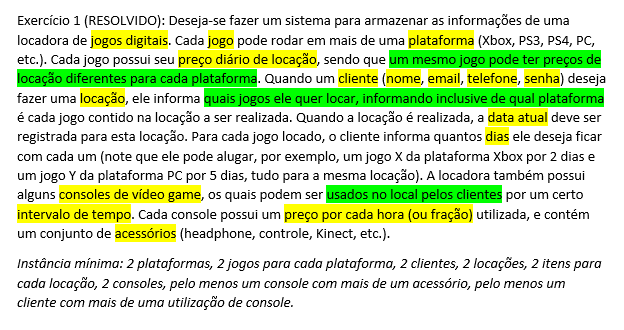 Exercício 1 (RESOLVIDO): Deseja-se fazer um sistema para armazenar as informações de uma
locadora de jogos digitais. Cada jogo pode rodar em mais de uma plataforma (Xbox, PS3, PS4, PC,
etc.). Cada jogo possui seu preço diário de locação, sendo que um mesmo jogo pode ter preços de
locação diferentes para cada plataforma. Quando um cliente (nome, email, telefone, senha) deseja
fazer uma locação, ele informa quais jogos ele quer locar, informando inclusive de qual plataforma
é cada jogo contido na locação a ser realizada. Quando a locação é realizada, a data atual deve ser
registrada para esta locação. Para cada jogo locado, o cliente informa quantos dias ele deseja ficar
com cada um (note que ele pode alugar, por exemplo, um jogo X da plataforma Xbox por 2 dias e
um jogo Y da plataforma PC por 5 dias, tudo para a mesma locação). A locadora também possui
alguns consoles de vídeo game, os quais podem ser usados no local pelos clientes por um certo
intervalo de tempo. Cada console possui um preço por cada hora (ou fração) utilizada, e contém
um conjunto de acessórios (headphone, controle, Kinect, etc.).
Instância mínima: 2 plataformas, 2 jogos para cada plataforma, 2 clientes, 2 locações, 2 itens para
cada locação, 2 consoles, pelo menos um console com mais de um acessório, pelo menos um
cliente com mais de uma utilização de console.